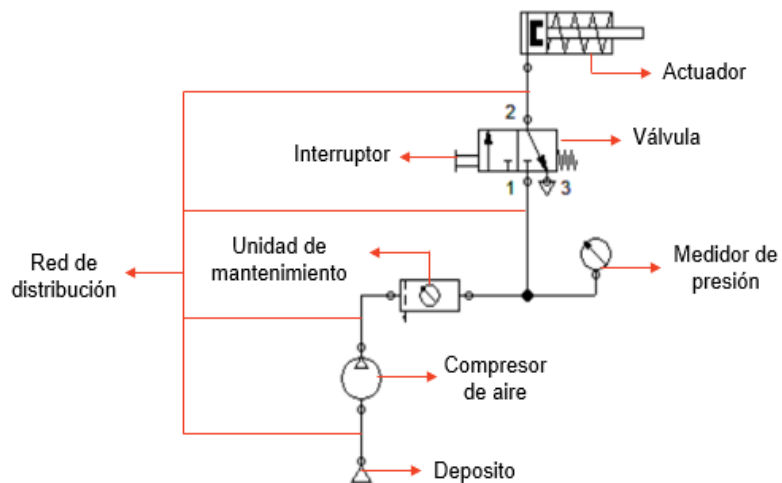 Actuador
2
Válvula
Interruptor
1
3
Unidad de
mantenimiento
Medidor de
presión
Red de
distribución
Compresor
de aire
Deposito